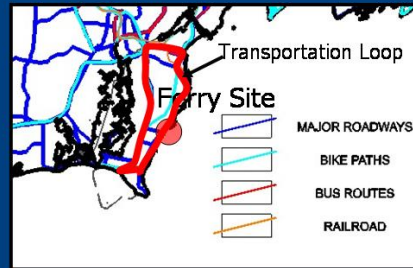 Transportation Loop
Ferry Site
MAJOR ROADWAYS
BIKE PATHS
BUS ROUTES
RAILROAD